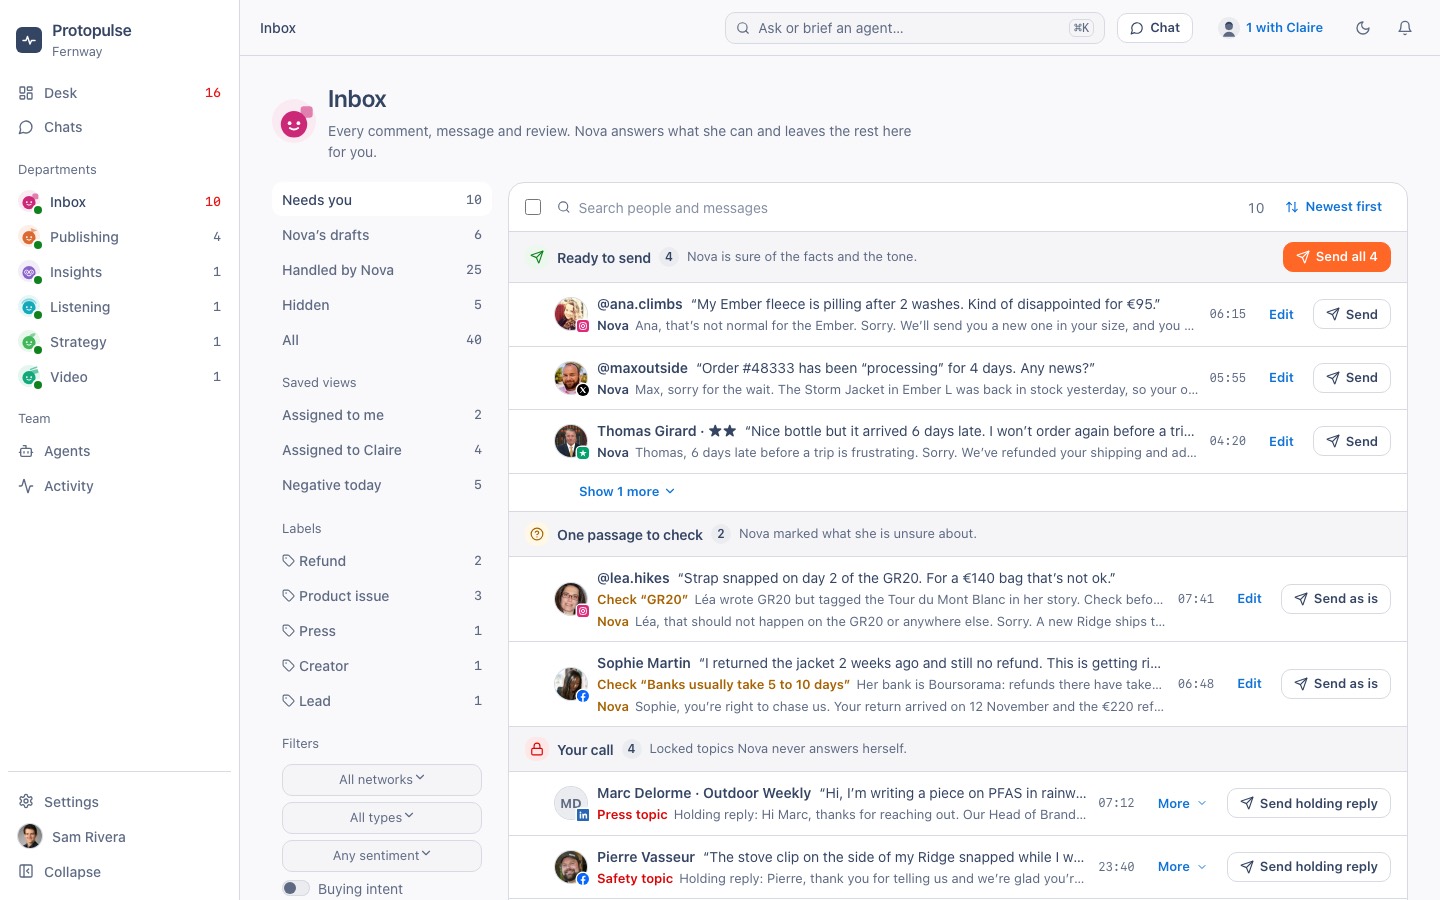 Protopulse
Fernway
Desk 16
Chats
Departments
Inbox 10
Publishing 4
Insights 1
Listening 1
Strategy 1
Video 1
Team
Agents
Activity
Settings
Sam Rivera
Collapse
Inbox
Ask or brief an agent… ⌘K
Chat
1 with Claire
Inbox
Every comment, message and review. Nova answers what she can and leaves the rest here
for you.
Needs you 10
Nova’s drafts 6
Handled by Nova 25
Hidden 5
All 40
Saved views
Assigned to me 2
Assigned to Claire 4
Negative today 5
Labels
Refund 2
Product issue 3
Press 1
Creator 1
Lead 1
Filters
All networks
All types
Any sentiment
Buying intent
Search people and messages 10 Newest first
Ready to send 4 Nova is sure of the facts and the tone. Send all 4
@ana.climbs “My Ember fleece is pilling after 2 washes. Kind of disappointed for €95.”
Nova Ana, that’s not normal for the Ember. Sorry. We’ll send you a new one in your size, and you …
06:15 Edit Send
@maxoutside “Order #48333 has been “processing” for 4 days. Any news?”
Nova Max, sorry for the wait. The Storm Jacket in Ember L was back in stock yesterday, so your o…
05:55 Edit Send
Thomas Girard · ★★ “Nice bottle but it arrived 6 days late. I won’t order again before a tri…
Nova Thomas, 6 days late before a trip is frustrating. Sorry. We’ve refunded your shipping and ad…
04:20 Edit Send
Show 1 more
One passage to check 2 Nova marked what she is unsure about.
@lea.hikes “Strap snapped on day 2 of the GR20. For a €140 bag that’s not ok.”
Check “GR20” Léa wrote GR20 but tagged the Tour du Mont Blanc in her story. Check befo…
Nova Léa, that should not happen on the GR20 or anywhere else. Sorry. A new Ridge ships t…
07:41 Edit Send as is
Sophie Martin “I returned the jacket 2 weeks ago and still no refund. This is getting ri…
Check “Banks usually take 5 to 10 days” Her bank is Boursorama: refunds there have take…
Nova Sophie, you’re right to chase us. Your return arrived on 12 November and the €220 ref…
06:48 Edit Send as is
Your call 4 Locked topics Nova never answers herself.
MD
Marc Delorme · Outdoor Weekly “Hi, I’m writing a piece on PFAS in rainw…
Press topic Holding reply: Hi Marc, thanks for reaching out. Our Head of Brand…
07:12 More Send holding reply
Pierre Vasseur “The stove clip on the side of my Ridge snapped while I w…
Safety topic Holding reply: Pierre, thank you for telling us and we’re glad you’r…
23:40 More Send holding reply